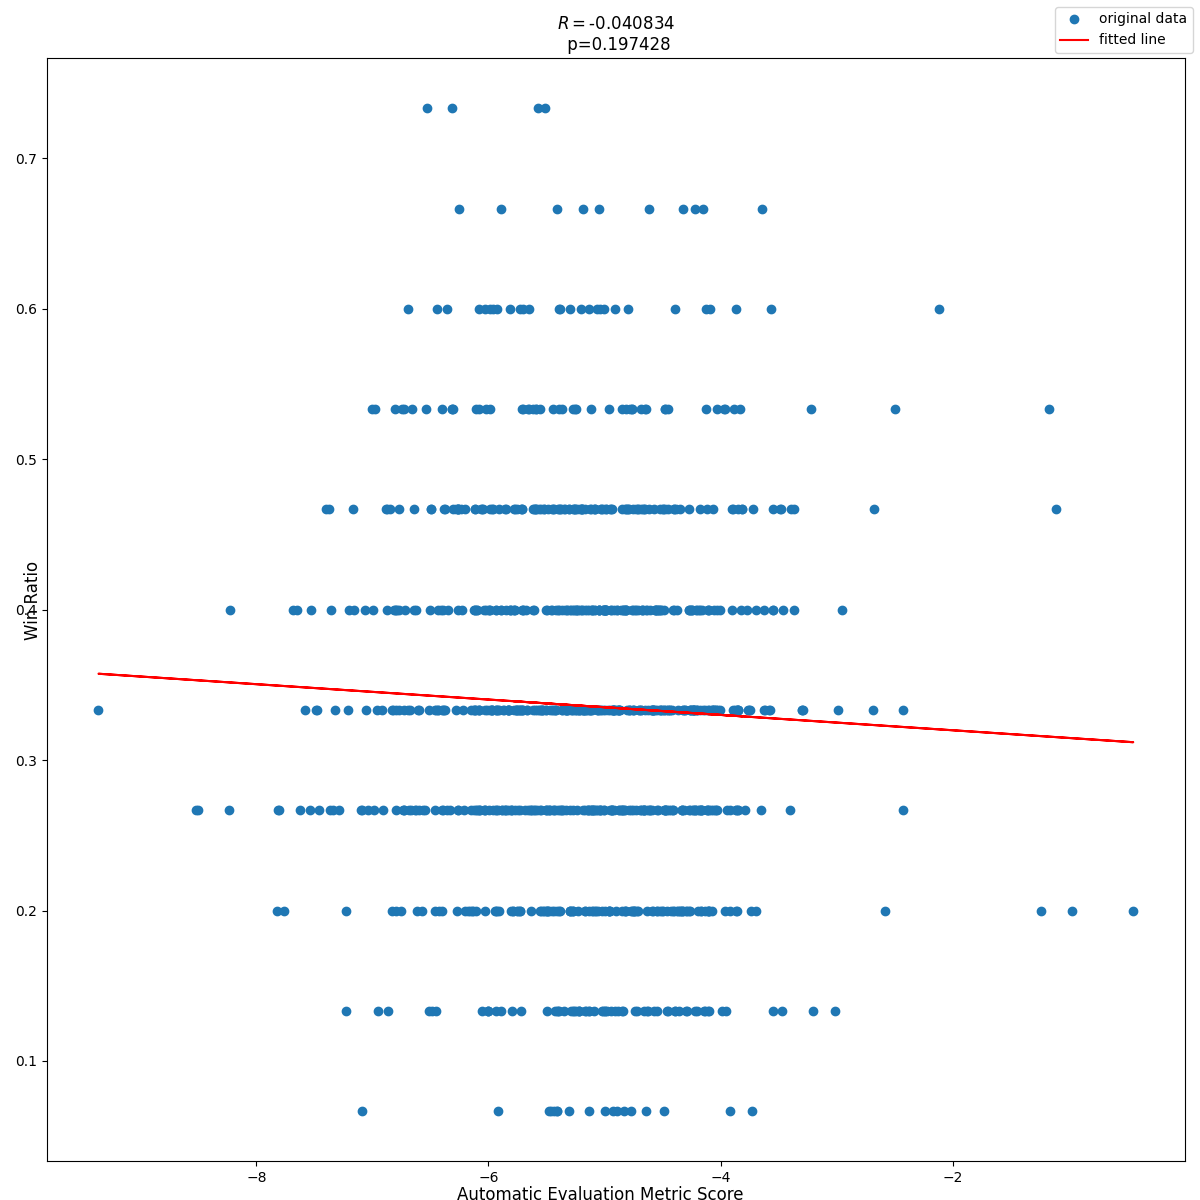 R = -0.040834
p=0.197428
original data
fitted line
0.7
0.6
0.5
0.4
0.3
0.2
0.1
Win Ratio
−8
−6
−4
−2
Automatic Evaluation Metric Score